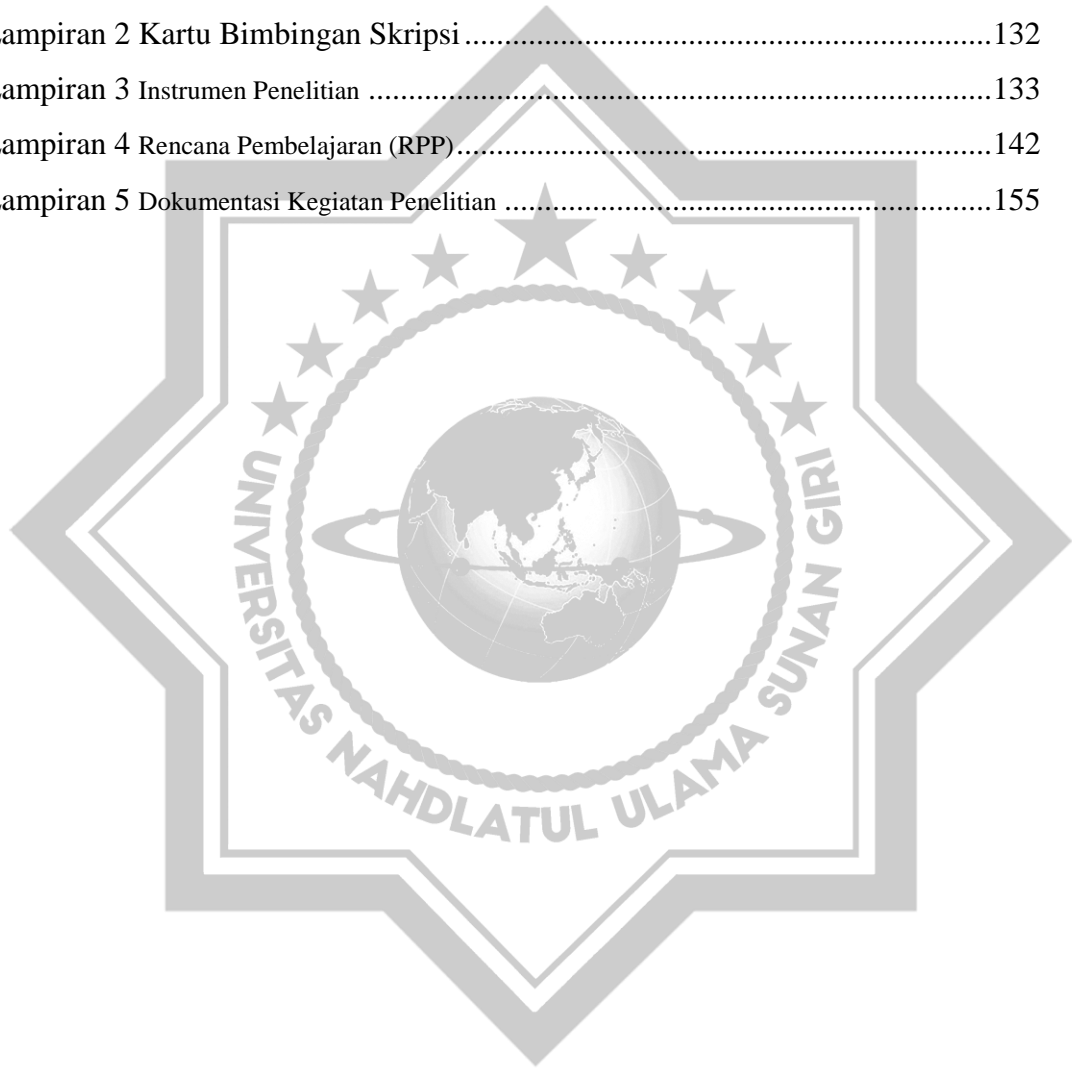 ampiran 2 Kartu Bimbingan Skripsi....................................................................132
ampiran 3 Instrumen Penelitian ...............................................................................133
ampiran 4 Rencana Pembelajaran (RPP)....................................................................142
ampiran 5 Dokumentasi Kegiatan Penelitian .............................................................155
UNIVERSITAS NAHDLATUL ULAMA SUNAN GIRI